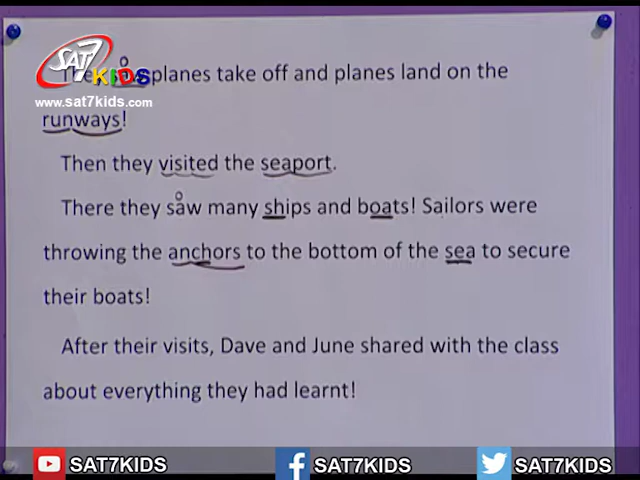 SAT7
KIDS
www.sat7kids.com
planes take off and planes land on the
runways!
Then they visited the seaport.
There they saw many ships and boats! Sailors were
throwing the anchors to the bottom of the sea to secure
their boats!
After their visits, Dave and June shared with the class
about everything they had learnt!
SAT7KIDS SAT7KIDS SAT7KIDS